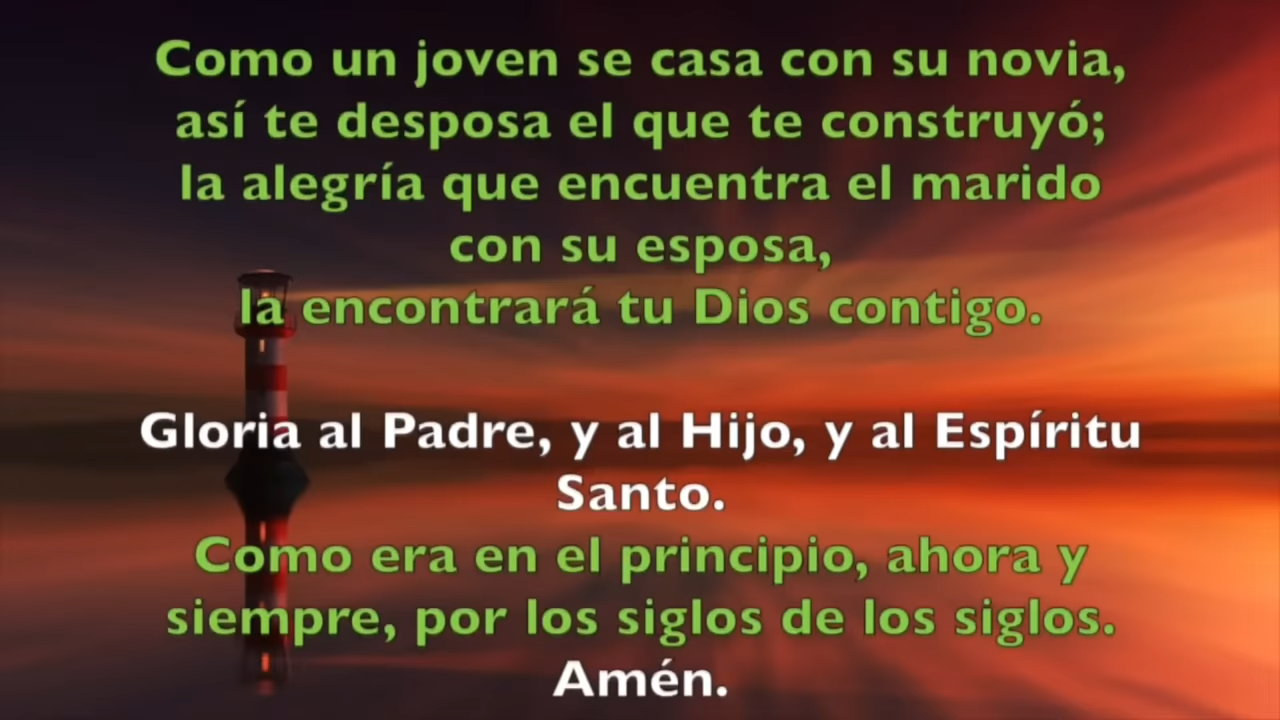 Como un joven se casa con su novia,
así te desposa el que te construyó;
la alegría que encuentra el marido
con su esposa,
la encontrará tu Dios contigo.
Gloria al Padre, y al Hijo, y al Espíritu
Santo.
Como era en el principio, ahora y
siempre, por los siglos de los siglos.
Amén.